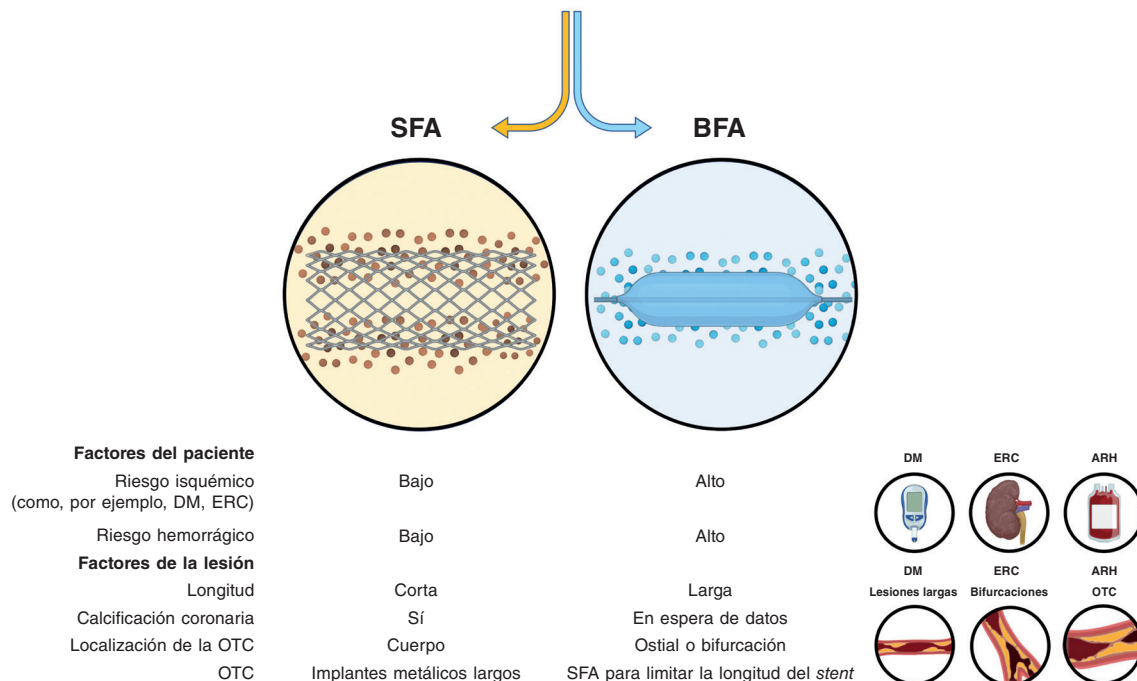 SFA BFA
Factores del paciente
DM ERC ARH
Riesgo isquémico Bajo Alto
(como, por ejemplo, DM, ERC)
Riesgo hemorrágico Bajo Alto
Factores de la lesión
DM ERC ARH
Longitud Corta Larga Lesiones largas Bifurcaciones OTC
Calcificación coronaria Sí En espera de datos
Localización de la OTC Cuerpo Ostial o bifurcación
OTC Implantes metálicos largos SFA para limitar la longitud del stent